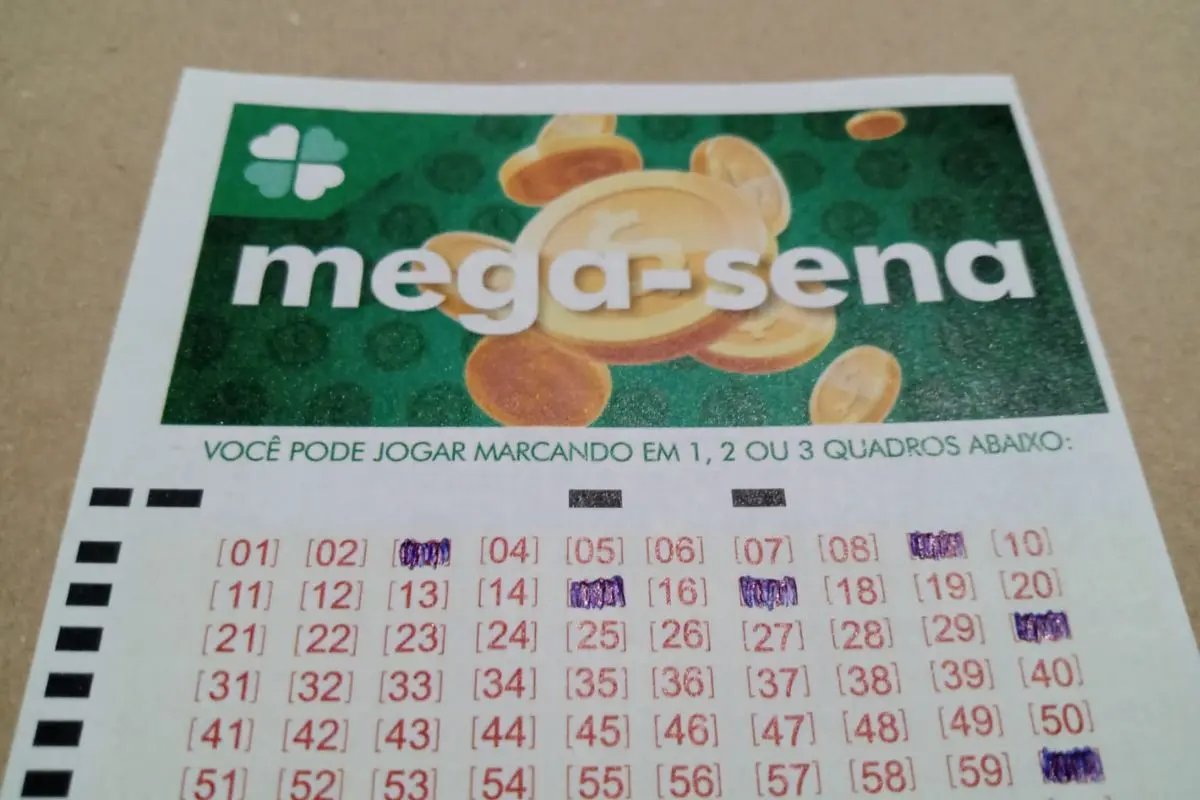 mega-sena
VOCÊ PODE JOGAR MARCANDO EM 1, 2 OU 3 QUADROS ABAIXO:
[01] [02] [04] [05] [06] [07] [08] [10]
[11] [12] [13] [14] [16] [18] [19] [20]
[21] [22] [23] [24] [25] [26] [27] [28] [29]
[31] [32] [33] [34] [35] [36] [37] [38] [39] [40]
[41] [42] [43] [44] [45] [46] [47] [48] [49] [50]
[51] [52] [53] [54] [55] [56] [57] [58] [59]